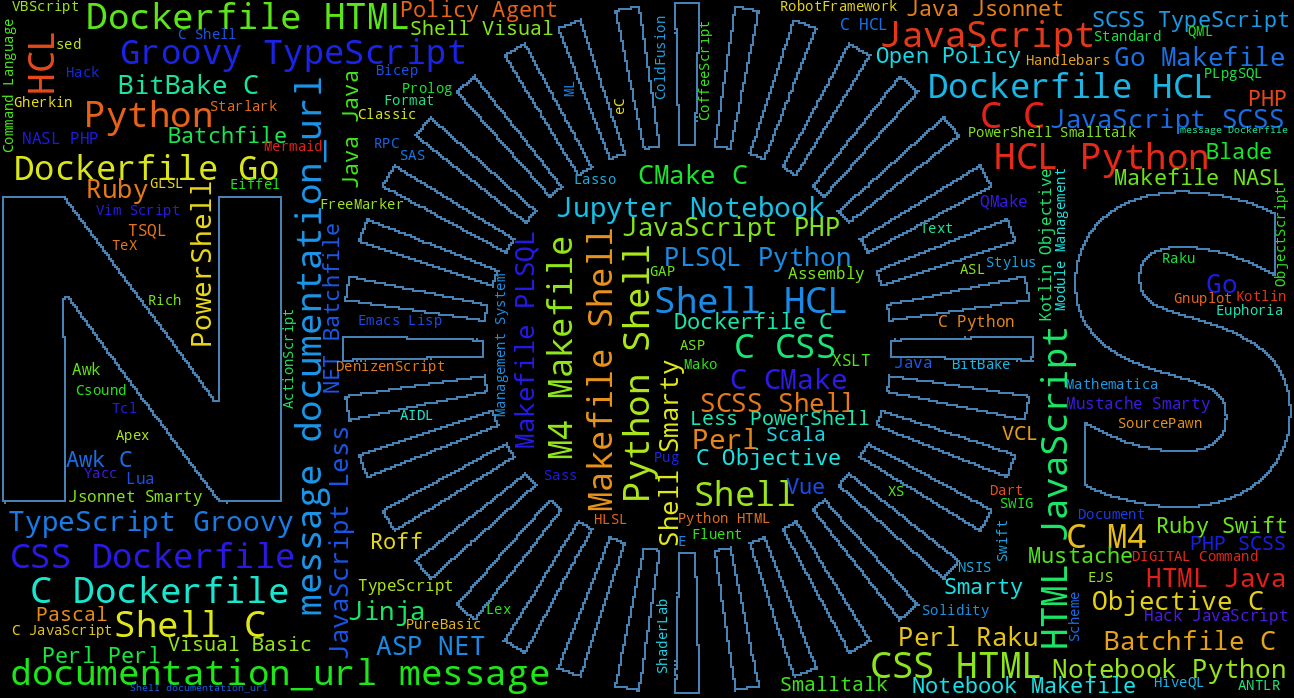 VBScript
Dockerfile HTML
Policy Agent
Shell Visual
RobotFramework
Java Jsonnet
SCSS TypeScript
C HCL
JavaScript
Standard
QML
Command Language
HCL
sed
Hack
C Shell
Groovy TypeScript
Open Policy
Handlebars
Go Makefile
PLpgSQL
BitBake C
Bicep
Prolog
Format
Classic
ML
eC
ColdFusion
CoffeeScript
Dockerfile HCL
PHP
Gherkin
Python
Starlark
C C
JavaScript SCSS
NASL PHP
Batchfile
Mermaid
RPC
SAS
Java Java
PowerShell Smalltalk
message Dockerfile
Dockerfile Go
HCL Python
Blade
Ruby
GLSL
Eiffel
Lasso
CMake C
Makefile NASL
Vim Script
FreeMarker
Jupyter Notebook
QMake
TSQL
TeX
JavaScript PHP
Text
PowerShell
message documentation_url
NET Batchfile
Kotlin Objective
Module Management
ObjectScript
PLSQL Python
GAP
Assembly
ASL
Stylus
Raku
Go
Rich
Shell HCL
Gnuplot
Kotlin
Euphoria
ActionScript
Emacs Lisp
Management System
Makefile PLSQL
M4 Makefile
Makefile Shell
Python Shell
Dockerfile C
C Python
ASP
C CSS
Mako
XSLT
DenizenScript
Java
BitBake
Awk
C CMake
Mathematica
Csound
Tcl
SCSS Shell
Mustache Smarty
AIDL
Less PowerShell
SourcePawn
Apex
Perl
Scala
VCL
Shell Smarty
Awk C
Pug
C Objective
Yacc
Lua
Sass
Vue
XS
Dart
Jsonnet Smarty
Shell
SWIG
TypeScript Groovy
HLSL
Python HTML
Document
Ruby Swift
JavaScript Less
HTML JavaScript
Roff
E
Fluent
Swift
C M4
PHP SCSS
CSS Dockerfile
Mustache
DIGITAL Command
NSIS
C Dockerfile
TypeScript
Smarty
EJS
HTML Java
Jinja
Lex
Solidity
Scheme
Objective C
Pascal
C JavaScript
Shell C
PureBasic
Hack JavaScript
Visual Basic
ASP NET
ShaderLab
Perl Raku
Batchfile C
Perl Perl
documentation_url message
CSS HTML
Notebook Python
Shell documentation_url
Smalltalk
Notebook Makefile
HiveQL
ANTLR